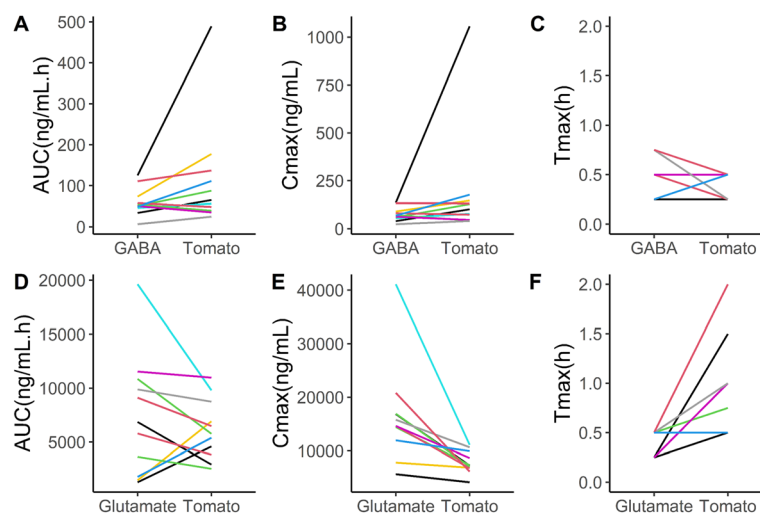 A
AUC(ng/mL.h)
500
400
300
200
100
0
GABA Tomato
B
Cmax(ng/mL)
1000
750
500
250
0
GABA Tomato
C
Tmax(h)
2.0
1.5
1.0
0.5
0.0
GABA Tomato
D
AUC(ng/mL.h)
20000
15000
10000
5000
Glutamate Tomato
E
Cmax(ng/mL)
40000
30000
20000
10000
Glutamate Tomato
F
Tmax(h)
2.0
1.5
1.0
0.5
0.0
Glutamate Tomato